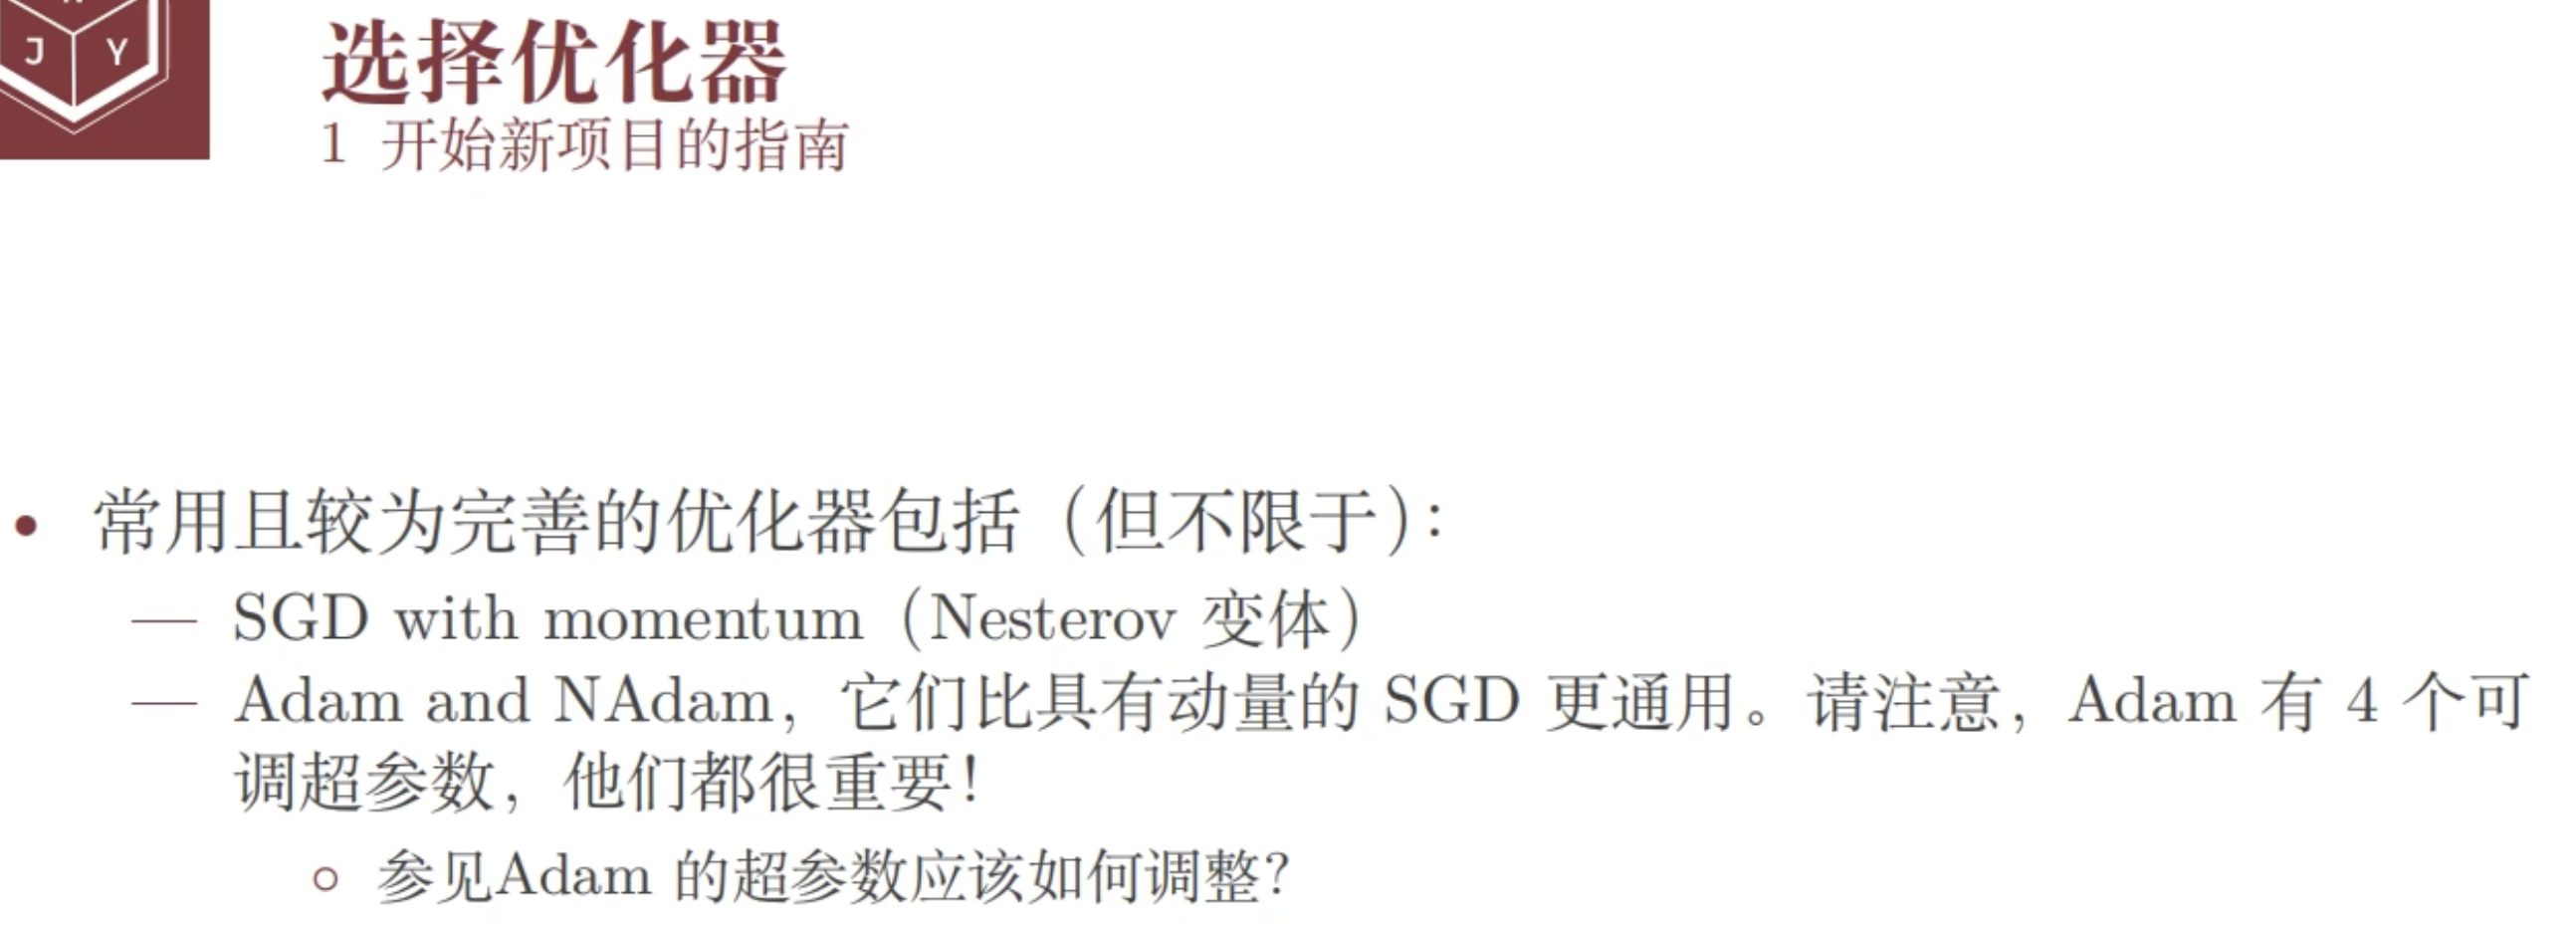 J Y
选择优化器
1 开始新项目的指南
• 常用且较为完善的优化器包括（但不限于）：
— SGD with momentum（Nesterov 变体）
— Adam and NAdam，它们比具有动量的 SGD 更通用。请注意，Adam 有 4 个可
调超参数，他们都很重要！
○ 参见Adam 的超参数应该如何调整？